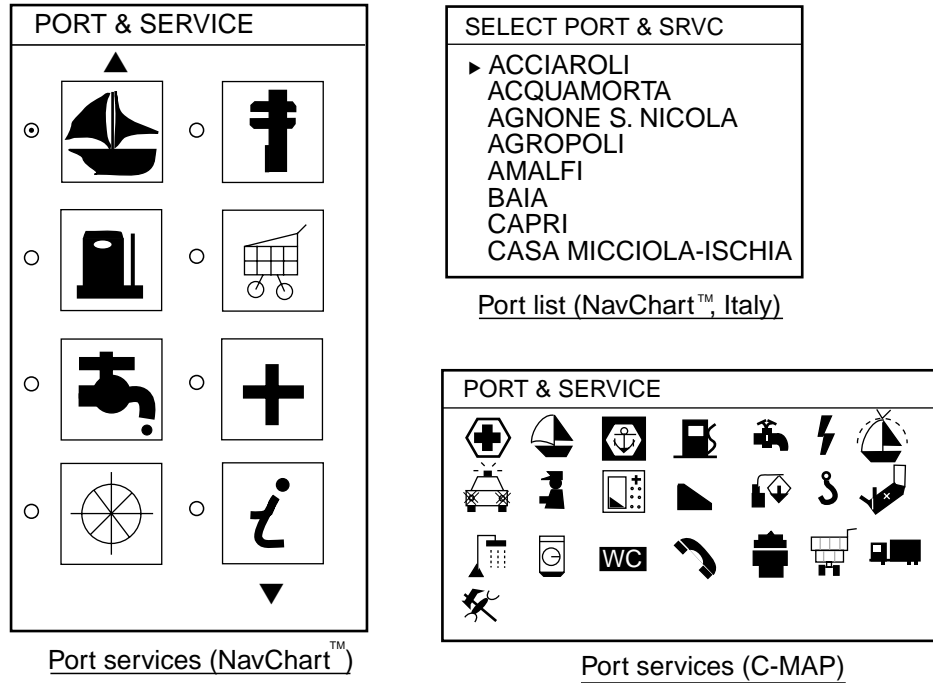 PORT & SERVICE
Port services (NavChart™)
SELECT PORT & SRVC
▶ ACCIAROLI
ACQUAMORTA
AGNONE S. NICOLA
AGROPOLI
AMALFI
BAIA
CAPRI
CASA MICCIOLA-ISCHIA
Port list (NavChart™, Italy)
PORT & SERVICE
WC
Port services (C-MAP)